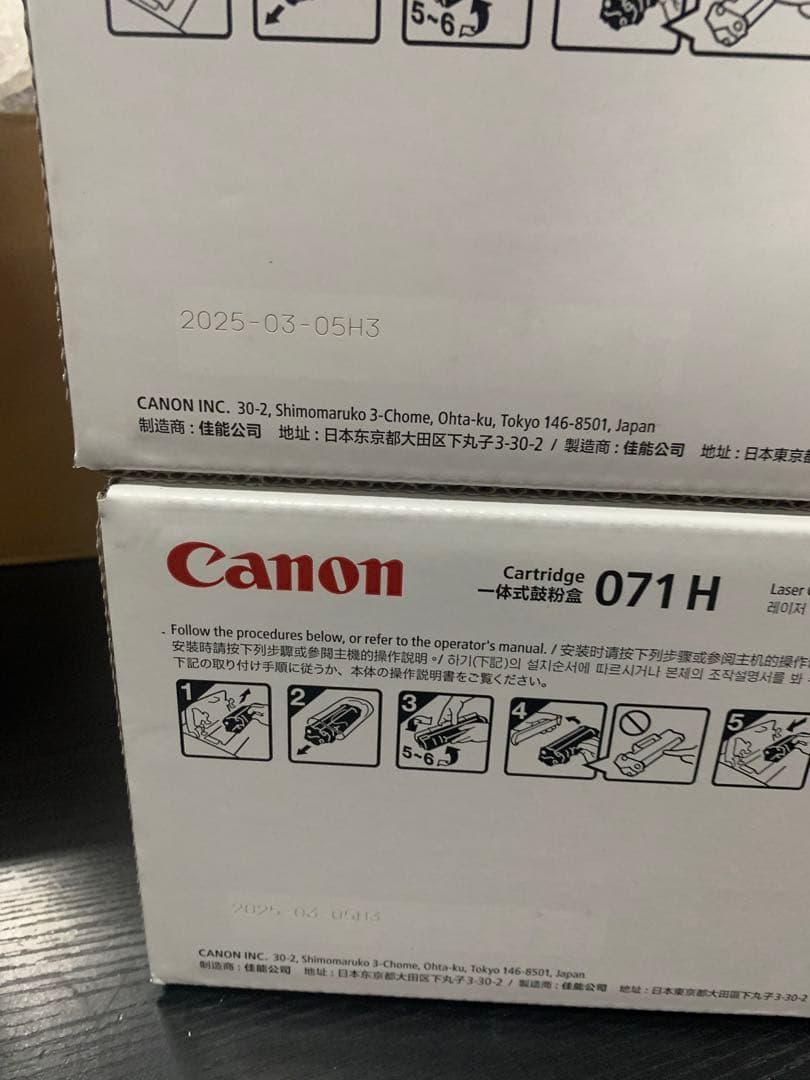 5~6
2025-03-05H3
CANON INC. 30-2, Shimomaruko 3-Chome, Ohta-ku, Tokyo 146-8501, Japan
制造商：佳能公司 地址：日本东京都大田区下丸子3-30-2 / 製造商：佳能公司 地址：日本東京都
Canon
Cartridge 071 H
一体式鼓粉盒
Laser
레이저
Follow the procedures below, or refer to the operator's manual. / 安装时请按下列步骤或参阅主机的操作
安裝時請按下列步驟或參閱主機的操作說明。/ 하기(下記)의 설치순서에 따르시거나 본제의 조작설명서를 봐
下記の取り付け手順に従うか、本体の操作説明書をご覧ください。
1 2 3 4 5
5~6
2025-03-05H3
CANON INC. 30-2, Shimomaruko 3-Chome, Ohta-ku, Tokyo 146-8501, Japan
制造商：佳能公司 地址：日本东京都大田区下丸子3-30-2 / 製造商：佳能公司 地址：日本東京都大田區下丸子3-30-2